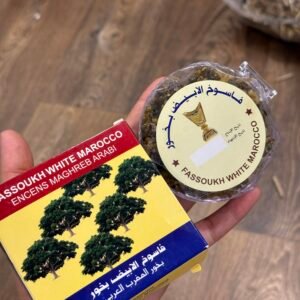 FASSOUKH WHITE MAROCCO
ENCENS MAGHREB ARABI
فاسوخ الابيض بخور
بخور المغرب العربي
فاسوخ الابيض بخور
FASSOUKH WHITE MAROCCO